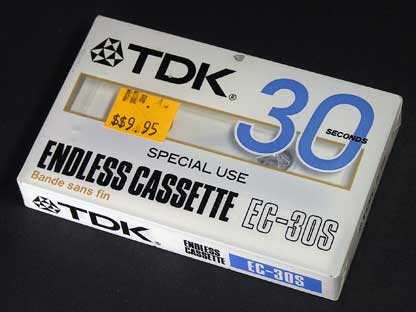 TDK®
30
SECONDS
$$9.95
SPECIAL USE
ENDLESS CASSETTE EC-30S
Bande sans fin
TDK®
ENDLESS
CASSETTE
EC-30S